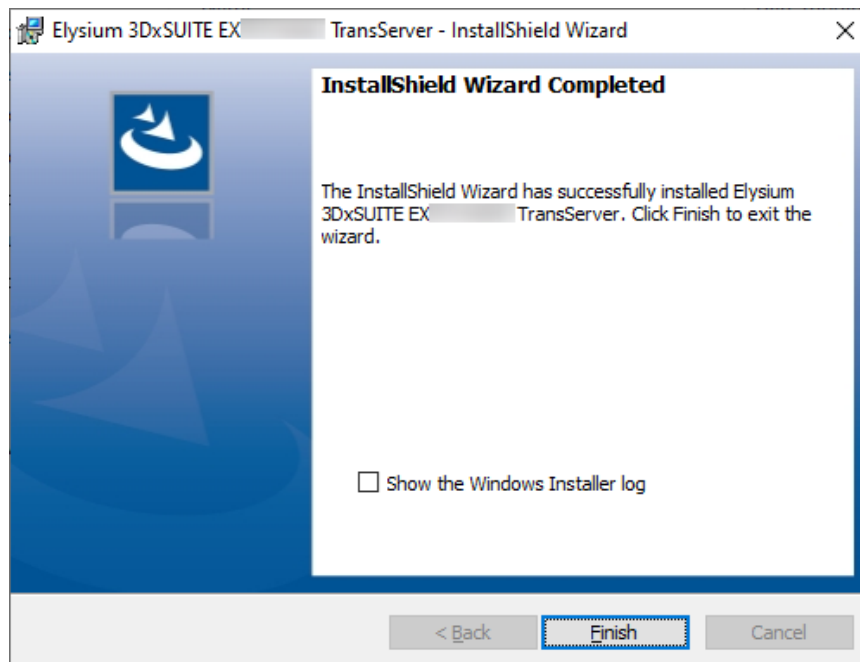 Elysium 3DxSUITE EX TransServer - InstallShield Wizard
InstallShield Wizard Completed
The InstallShield Wizard has successfully installed Elysium
3DxSUITE EX TransServer. Click Finish to exit the
wizard.
Show the Windows Installer log
< Back
Finish
Cancel